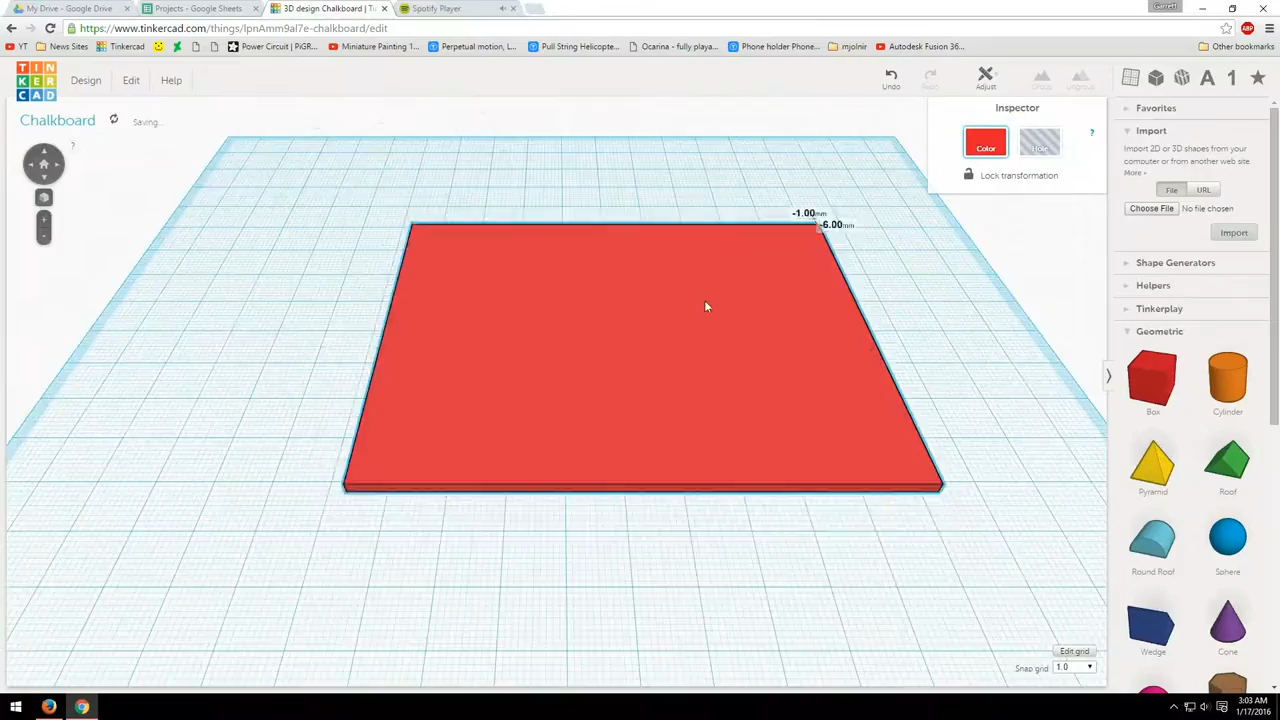 My Drive - Google Drive
Projects - Google Sheets
3D design Chalkboard | Ti
Spotify Player
Garrett
https://www.tinkercad.com/things/lpnAmm9al7e-chalkboard/edit
ABP
YT
News Sites
Tinkercad
Power Circuit / PiGR...
Miniature Painting 1...
Perpetual motion, L...
Pull String Helicopte...
Ocarina - fully playa...
Phone holder Phone...
mjolnir
Autodesk Fusion 36...
Other bookmarks
TIN
KER
CAD
Design
Edit
Help
Undo
Redo
Adjust
Group
Ungroup
Chalkboard
Saving...
?
Inspector
Color
Hole
?
Lock transformation
-1.00mm
-6.00mm
Favorites
Import
Import 2D or 3D shapes from your
computer or from another web site.
More »
File
URL
Choose File
No file chosen
Import
Shape Generators
Helpers
Tinkerplay
Geometric
Box
Cylinder
Pyramid
Roof
Round Roof
Sphere
Wedge
Cone
Edit grid
Snap grid
1.0
3:03 AM
1/17/2016